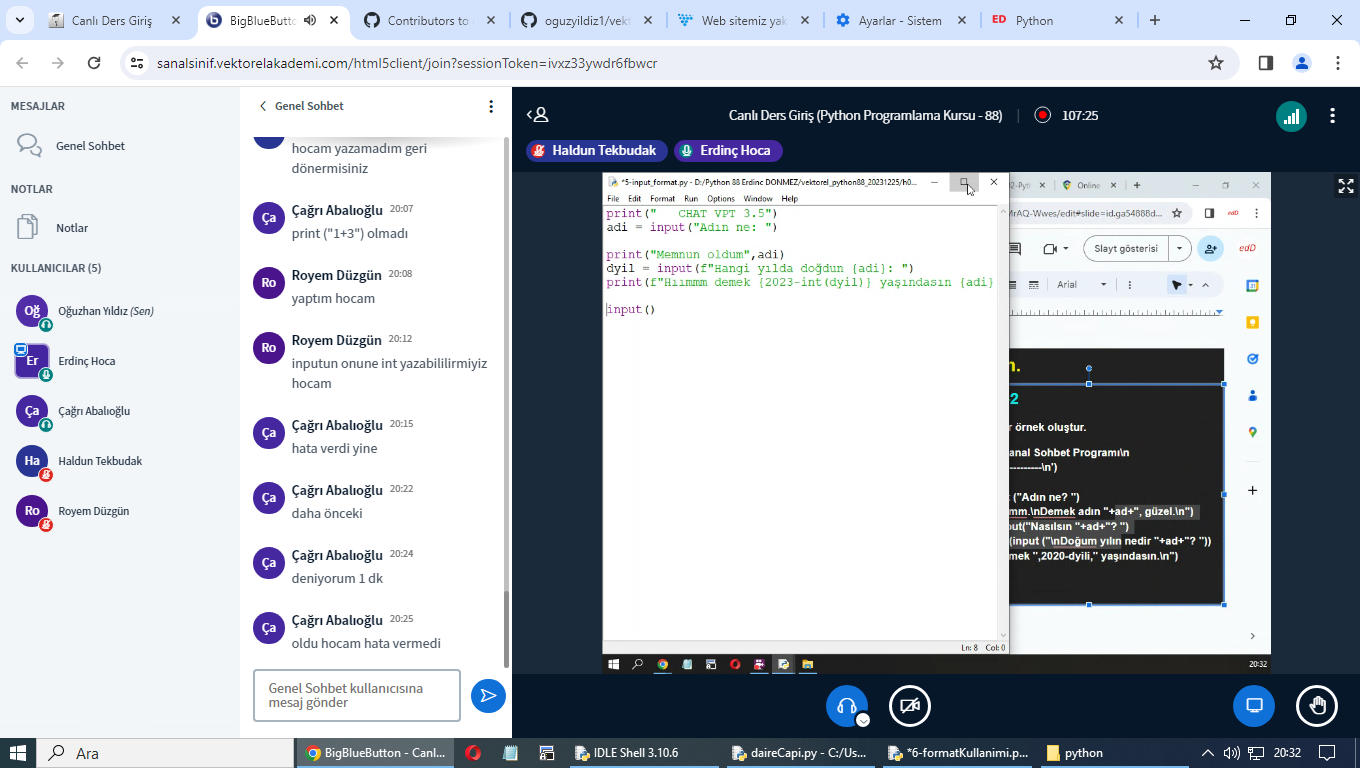 Canlı Ders Giriş
BigBlueButto
Contributors to
oguzyildiz1/vekt
Web sitemiz yak
Ayarlar - Sistem
ED Python
sanalsinif.vektorelakademi.com/html5client/join?sessionToken=ivxz33ywdr6fbwcr
MESAJLAR
Genel Sohbet
NOTLAR
Notlar
KULLANICILAR (5)
Oğ Oğuzhan Yıldız (Sen)
Er Erdinç Hoca
Ça Çağrı Abalıoğlu
Ha Haldun Tekbudak
Ro Royem Düzgün
Genel Sohbet
hocam yazamadım geri
dönermisiniz
Ça Çağrı Abalıoğlu 20:07
print ("1+3") olmadı
Ro Royem Düzgün 20:08
yaptım hocam
Ro Royem Düzgün 20:12
inputun onune int yazabililirmiyiz
hocam
Ça Çağrı Abalıoğlu 20:15
hata verdi yine
Ça Çağrı Abalıoğlu 20:22
daha önceki
Ça Çağrı Abalıoğlu 20:24
deniyorum 1 dk
Ça Çağrı Abalıoğlu 20:25
oldu hocam hata vermedi
Genel Sohbet kullanıcısına
mesaj gönder
Canlı Ders Giriş (Python Programlama Kursu - 88)
107:25
Haldun Tekbudak
Erdinç Hoca
*5-input_format.py - D:/Python 88 Erdinc DONMEZ/vektorel_python88_20231225/h0...
File Edit Format Run Options Window Help
print("   CHAT VPT 3.5")
adi = input("Adın ne: ")
print("Memnun oldum",adi)
dyil = input(f"Hangi yılda doğdun {adi}: ")
print(f"Hıımmm demek {2023-int(dyil)} yaşındasın {adi}
input()
Ln: 8 Col: 0
2-Pyt
Online
MrAQ-Wwes/edit#slide=id.ga54888d...
edD
Slayt gösterisi
edD
Arial
n.
2
r örnek oluştur.
anal Sohbet Programı\n
----------\n')
t ("Adın ne? ")
mm.\nDemek adın "+ad+", güzel.\n")
put("Nasılsın "+ad+"? ")
(input ("\nDoğum yılın nedir "+ad+"? "))
mek ",2020-dyili," yaşındasın.\n")
20:32
Ara
BigBlueButton - Canl...
IDLE Shell 3.10.6
daireCapi.py - C:/Us...
*6-formatKullanimi.p...
python
20:32